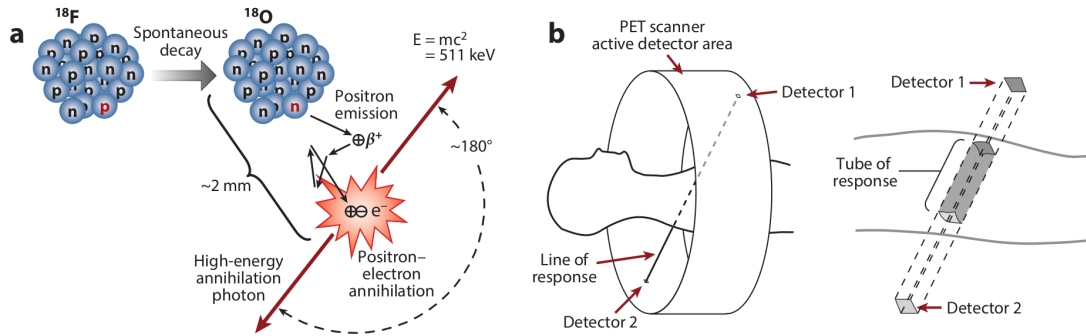 a
18F
18O
Spontaneous
decay
n
p
E = mc2
= 511 keV
Positron
emission
⊕β+
~180°
~2 mm
⊕⊖ e−
High-energy
annihilation
photon
Positron–
electron
annihilation
b
PET scanner
active detector area
Detector 1
Line of
response
Detector 2
Detector 1
Tube of
response
Detector 2